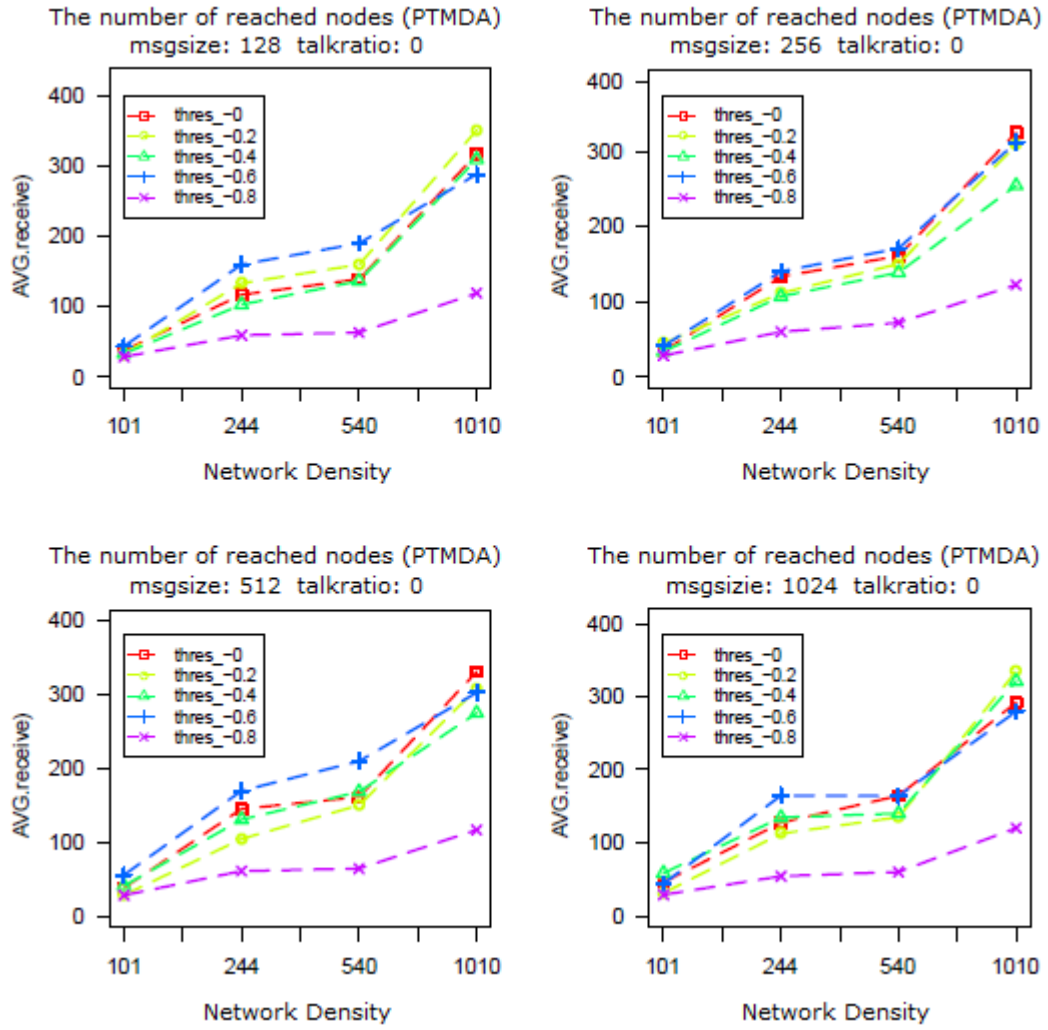 The number of reached nodes (PTMDA)
msgsize: 128 talkratio: 0
400
300
200
100
0
AVG.receive)
thres_−0
thres_−0.2
thres_−0.4
thres_−0.6
thres_−0.8
101 244 540 1010
Network Density
The number of reached nodes (PTMDA)
msgsize: 256 talkratio: 0
400
300
200
100
0
AVG.receive)
thres_−0
thres_−0.2
thres_−0.4
thres_−0.6
thres_−0.8
101 244 540 1010
Network Density
The number of reached nodes (PTMDA)
msgsize: 512 talkratio: 0
400
300
200
100
0
AVG.receive)
thres_−0
thres_−0.2
thres_−0.4
thres_−0.6
thres_−0.8
101 244 540 1010
Network Density
The number of reached nodes (PTMDA)
msgsizie: 1024 talkratio: 0
400
300
200
100
0
AVG.receive)
thres_−0
thres_−0.2
thres_−0.4
thres_−0.6
thres_−0.8
101 244 540 1010
Network Density